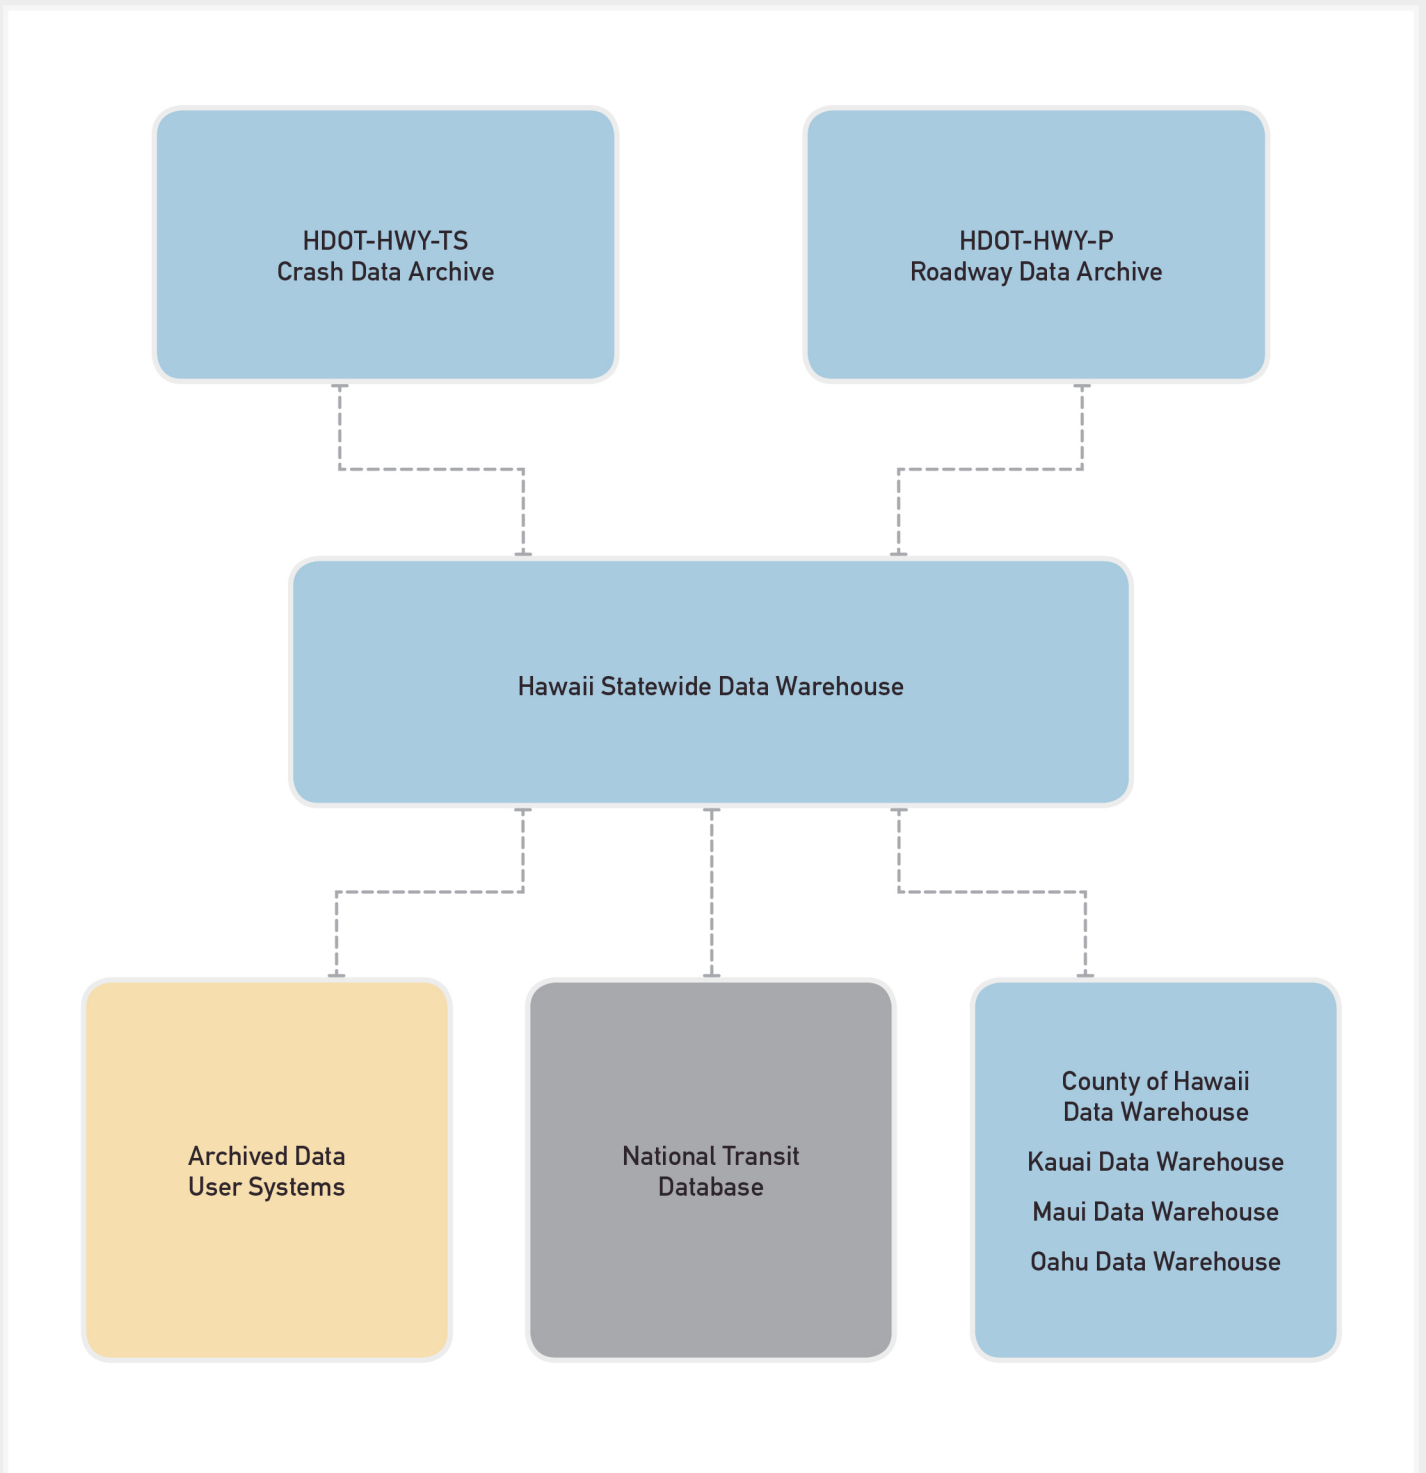 HDOT-HWY-TS
Crash Data Archive
HDOT-HWY-P
Roadway Data Archive
Hawaii Statewide Data Warehouse
Archived Data
User Systems
National Transit
Database
County of Hawaii
Data Warehouse
Kauai Data Warehouse
Maui Data Warehouse
Oahu Data Warehouse